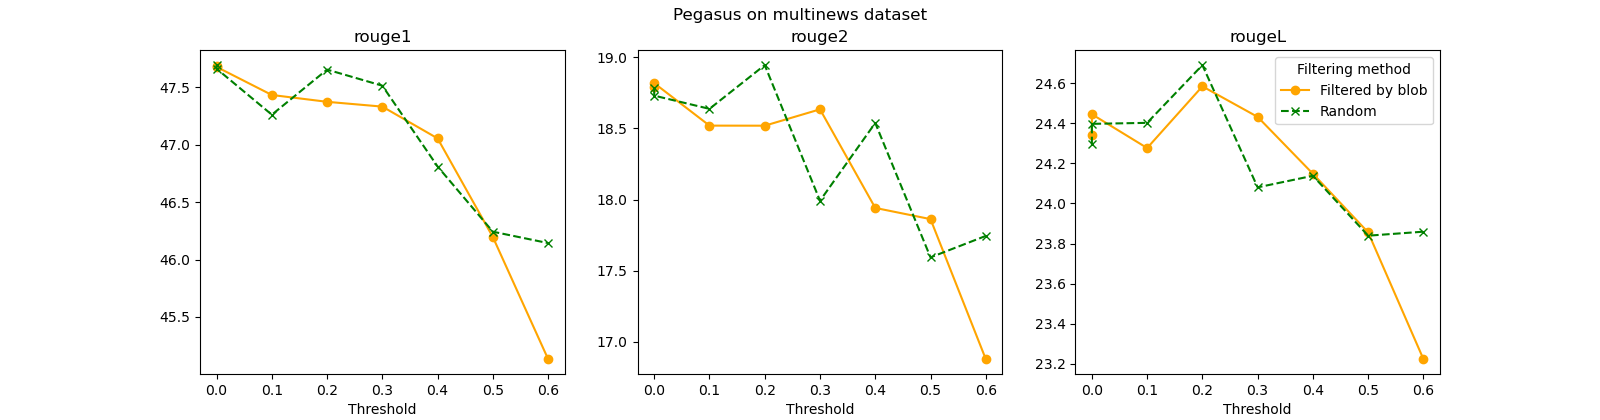 Pegasus on multinews dataset
rouge1
47.5
47.0
46.5
46.0
45.5
0.0 0.1 0.2 0.3 0.4 0.5 0.6
Threshold
rouge2
19.0
18.5
18.0
17.5
17.0
0.0 0.1 0.2 0.3 0.4 0.5 0.6
Threshold
rougeL
Filtering method
Filtered by blob
Random
24.6
24.4
24.2
24.0
23.8
23.6
23.4
23.2
0.0 0.1 0.2 0.3 0.4 0.5 0.6
Threshold